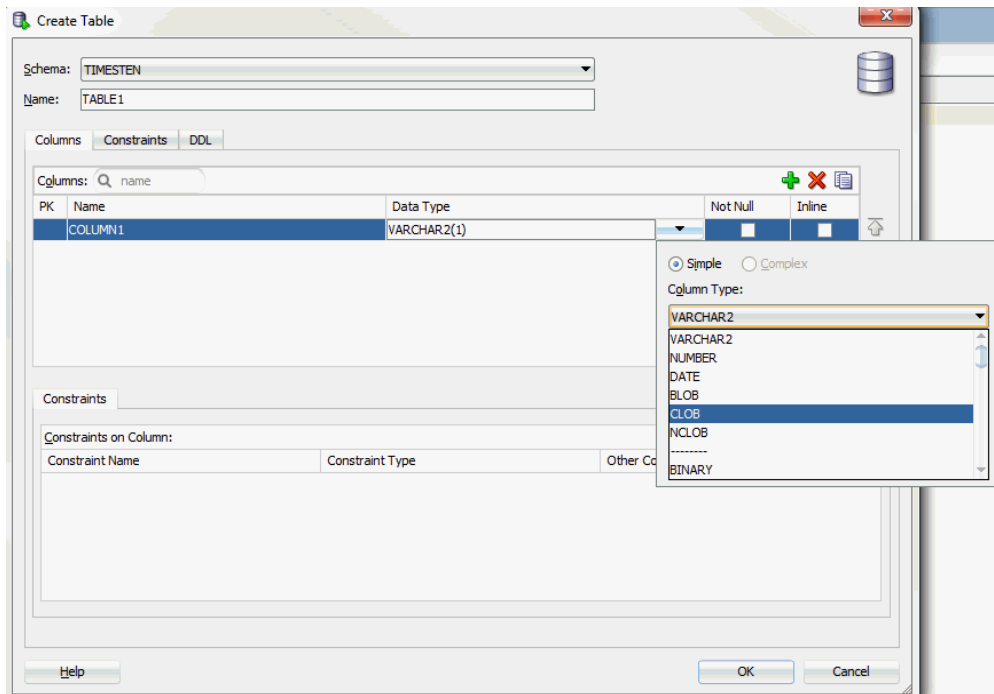 Create Table
Schema: TIMESTEN
Name: TABLE1
Columns Constraints DDL
Columns: name
PK Name Data Type Not Null Inline
COLUMN1 VARCHAR2(1)
Simple Complex
Column Type:
VARCHAR2
VARCHAR2
NUMBER
DATE
BLOB
CLOB
NCLOB
--------
BINARY
Constraints
Constraints on Column:
Constraint Name Constraint Type Other Co
Help OK Cancel